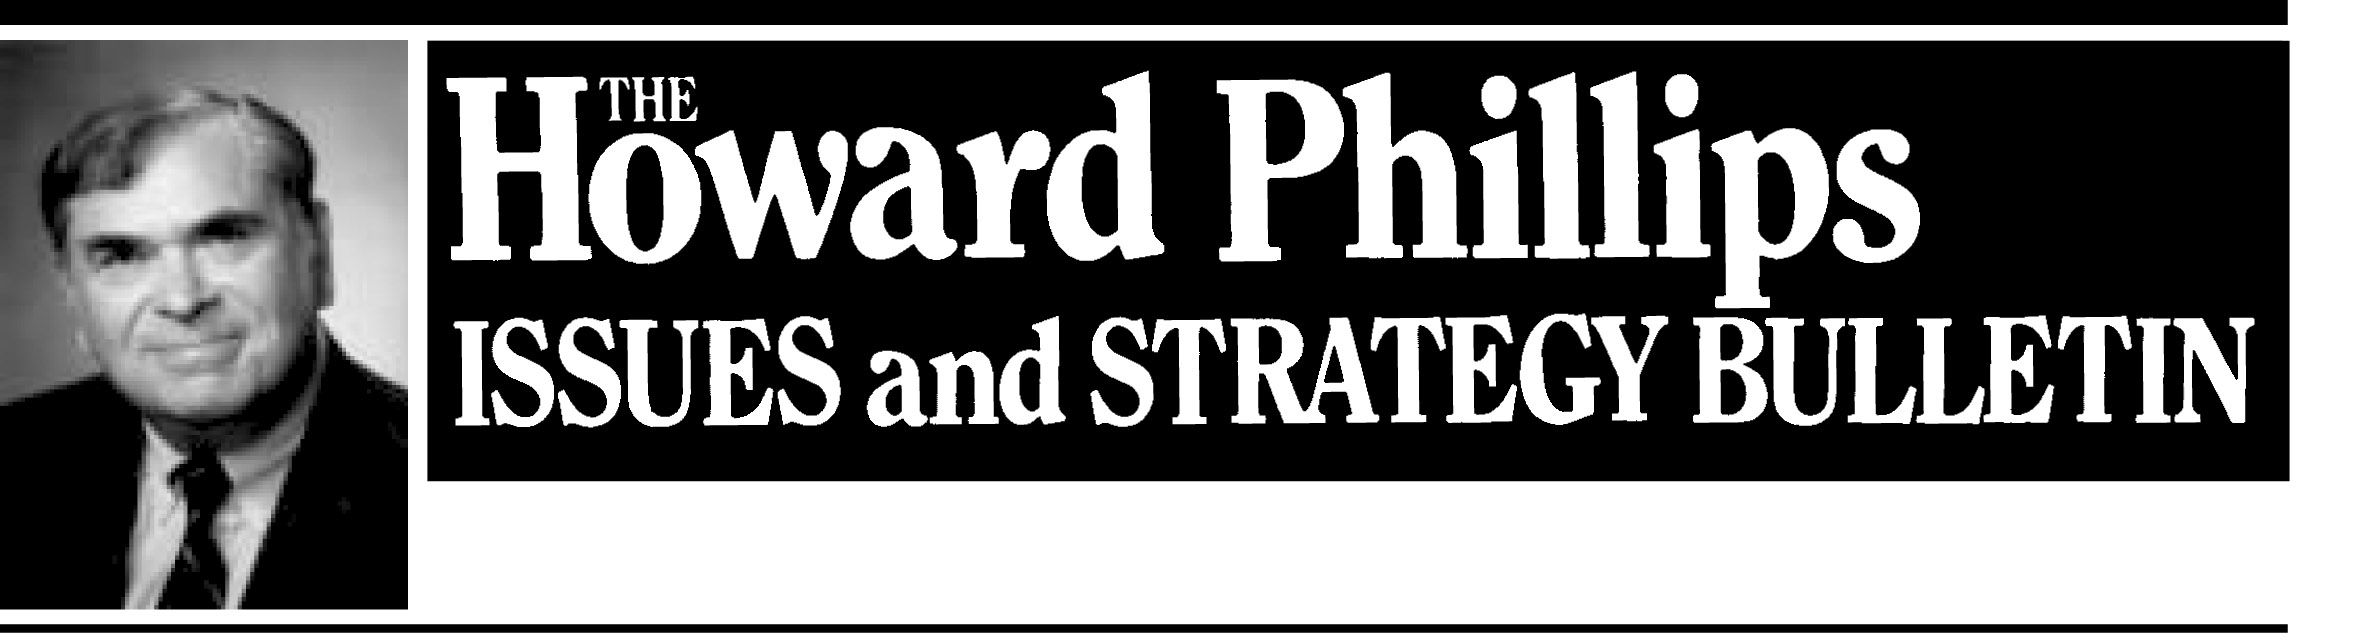 THE
Howard Phillips
ISSUES and STRATEGY BULLETIN